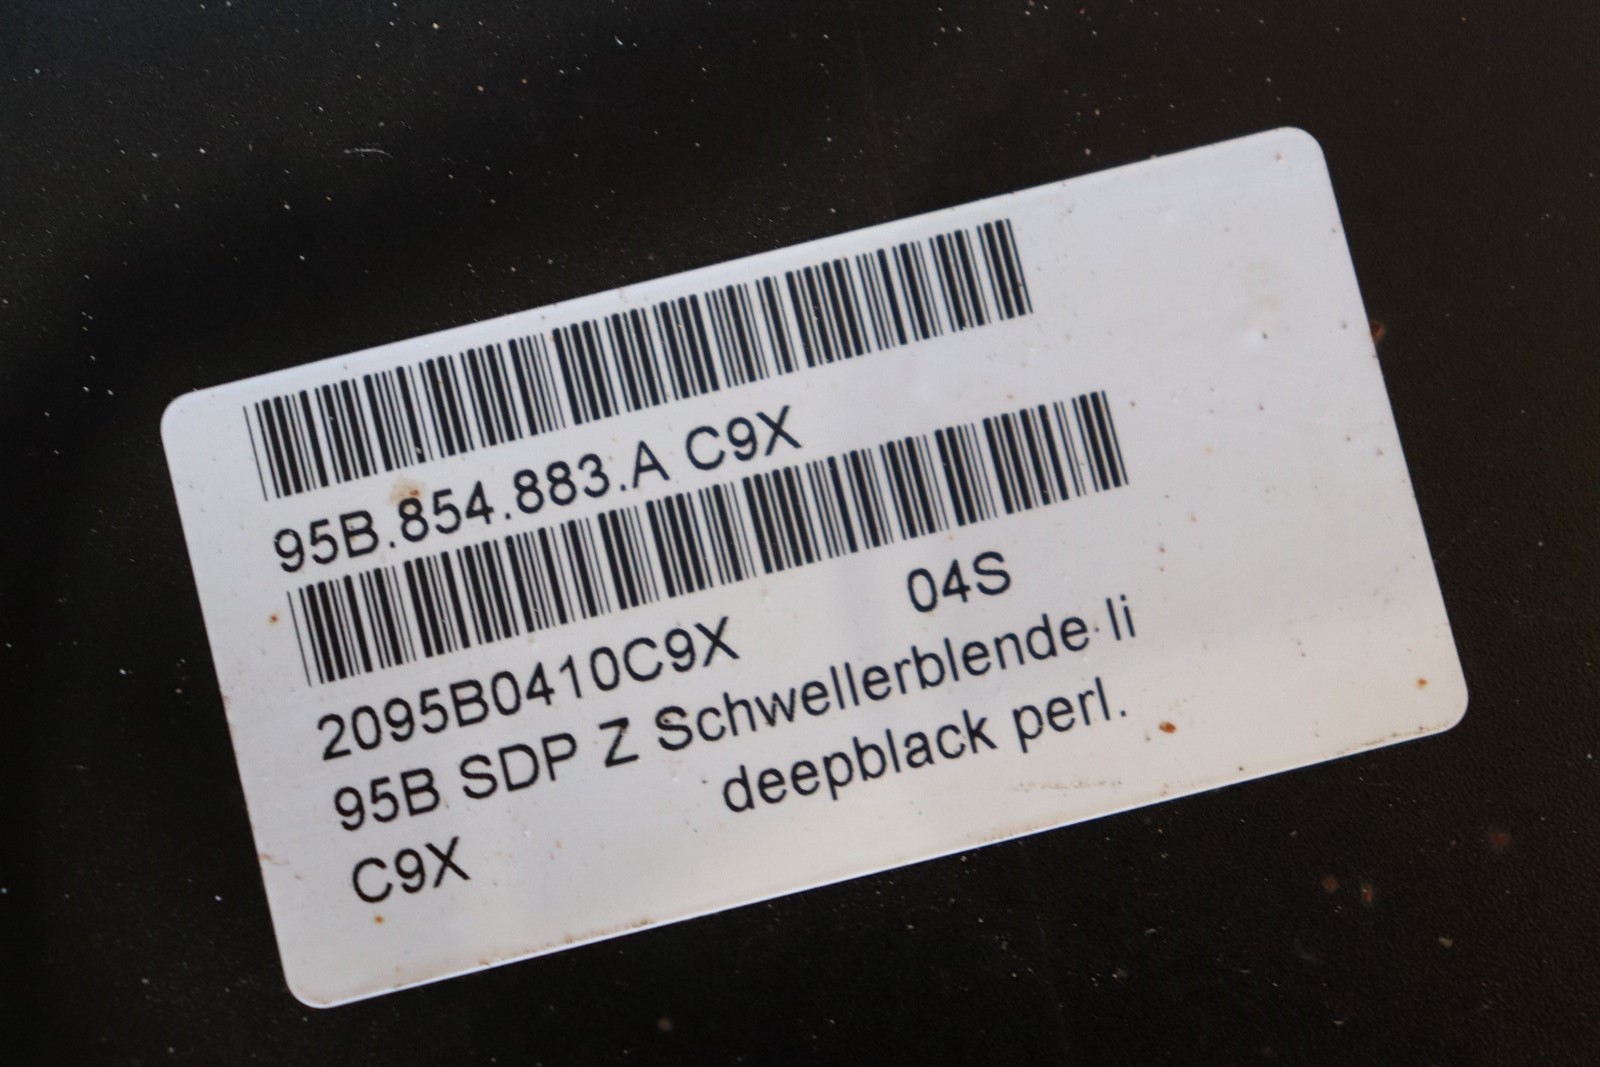 95B.854.883.A C9X
2095B0410C9X 04S
95B SDP Z Schwellerblende li
C9X deepblack perl.